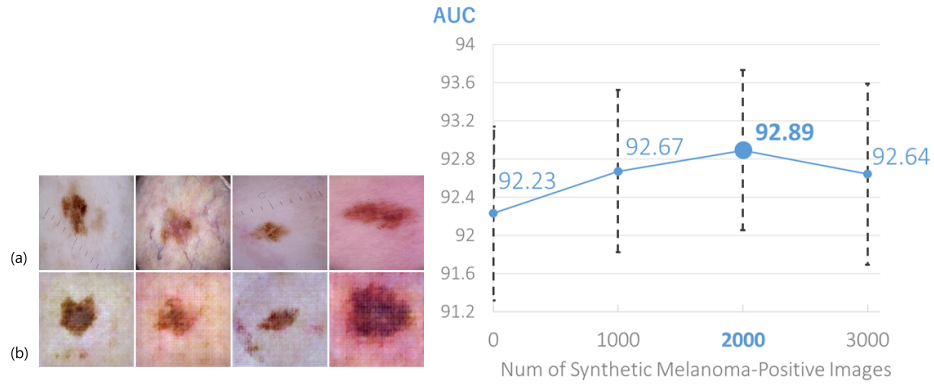 AUC
94
93.6
93.2
92.8
92.4
92
91.6
91.2
92.23
92.67
92.89
92.64
0 1000 2000 3000
Num of Synthetic Melanoma-Positive Images
(a)
(b)